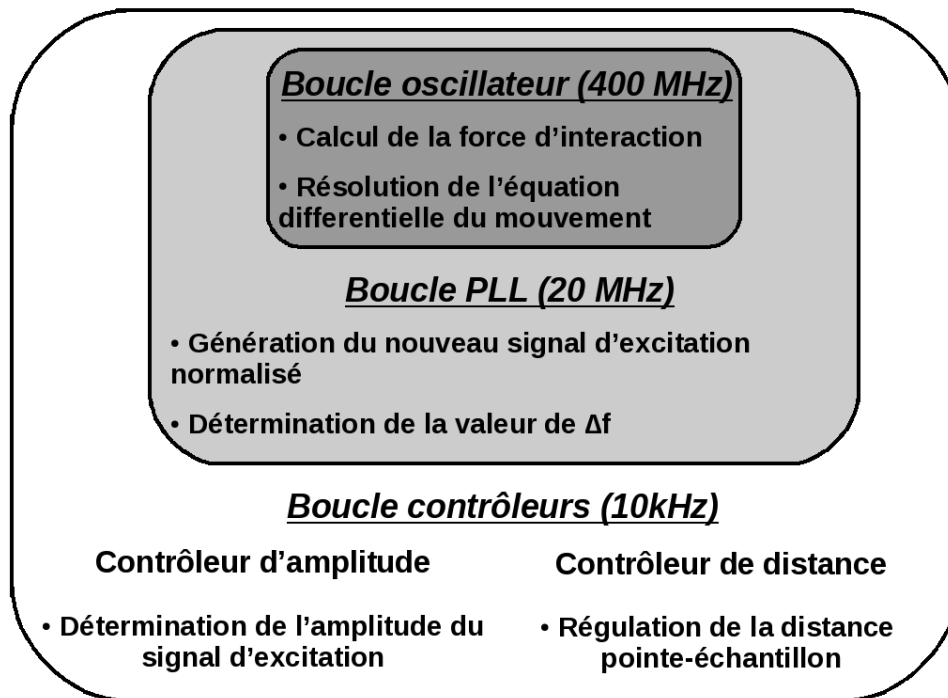 Boucle oscillateur (400 MHz)
• Calcul de la force d’interaction
• Résolution de l’équation
differentielle du mouvement
Boucle PLL (20 MHz)
• Génération du nouveau signal d’excitation
normalisé
• Détermination de la valeur de Δf
Boucle contrôleurs (10kHz)
Contrôleur d’amplitude
• Détermination de l’amplitude du
signal d’excitation
Contrôleur de distance
• Régulation de la distance
pointe-échantillon